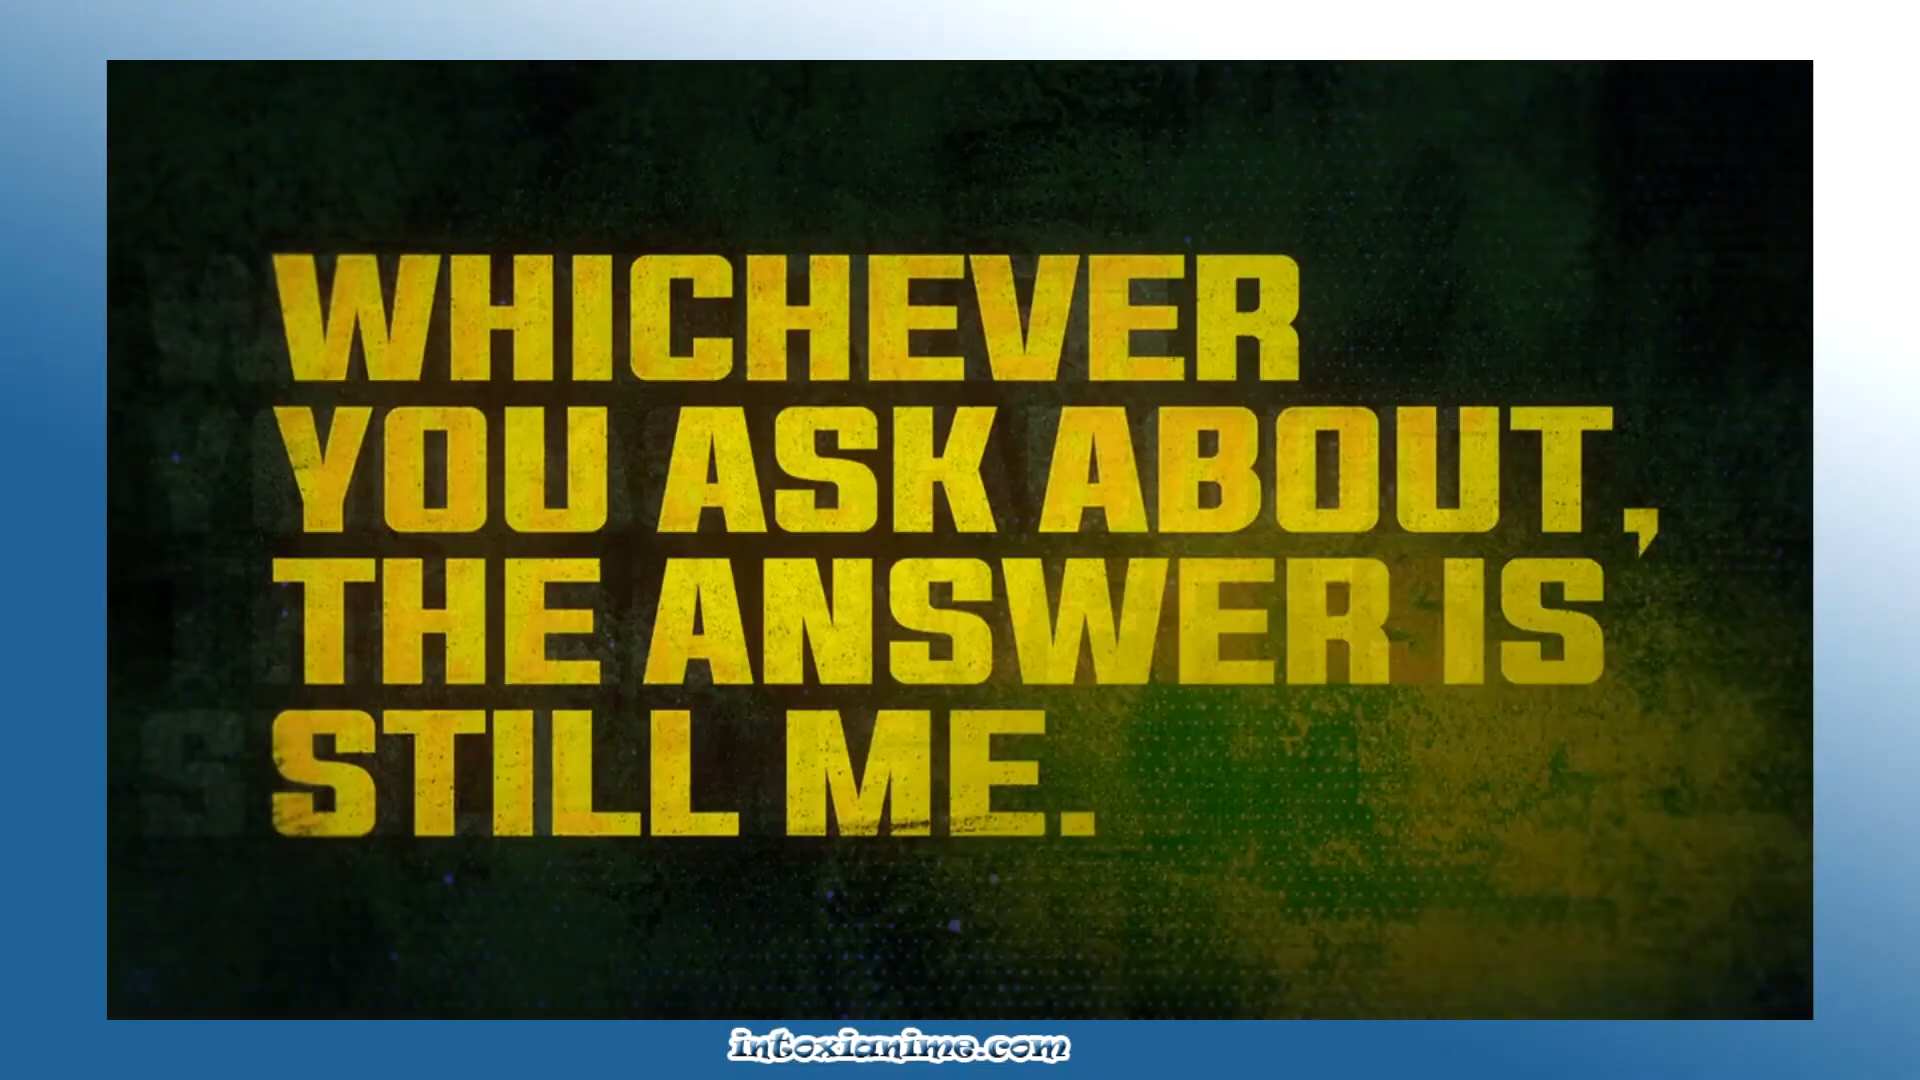 WHICHEVER
YOU ASK ABOUT,
THE ANSWER IS
STILL ME.
intoxianime.com